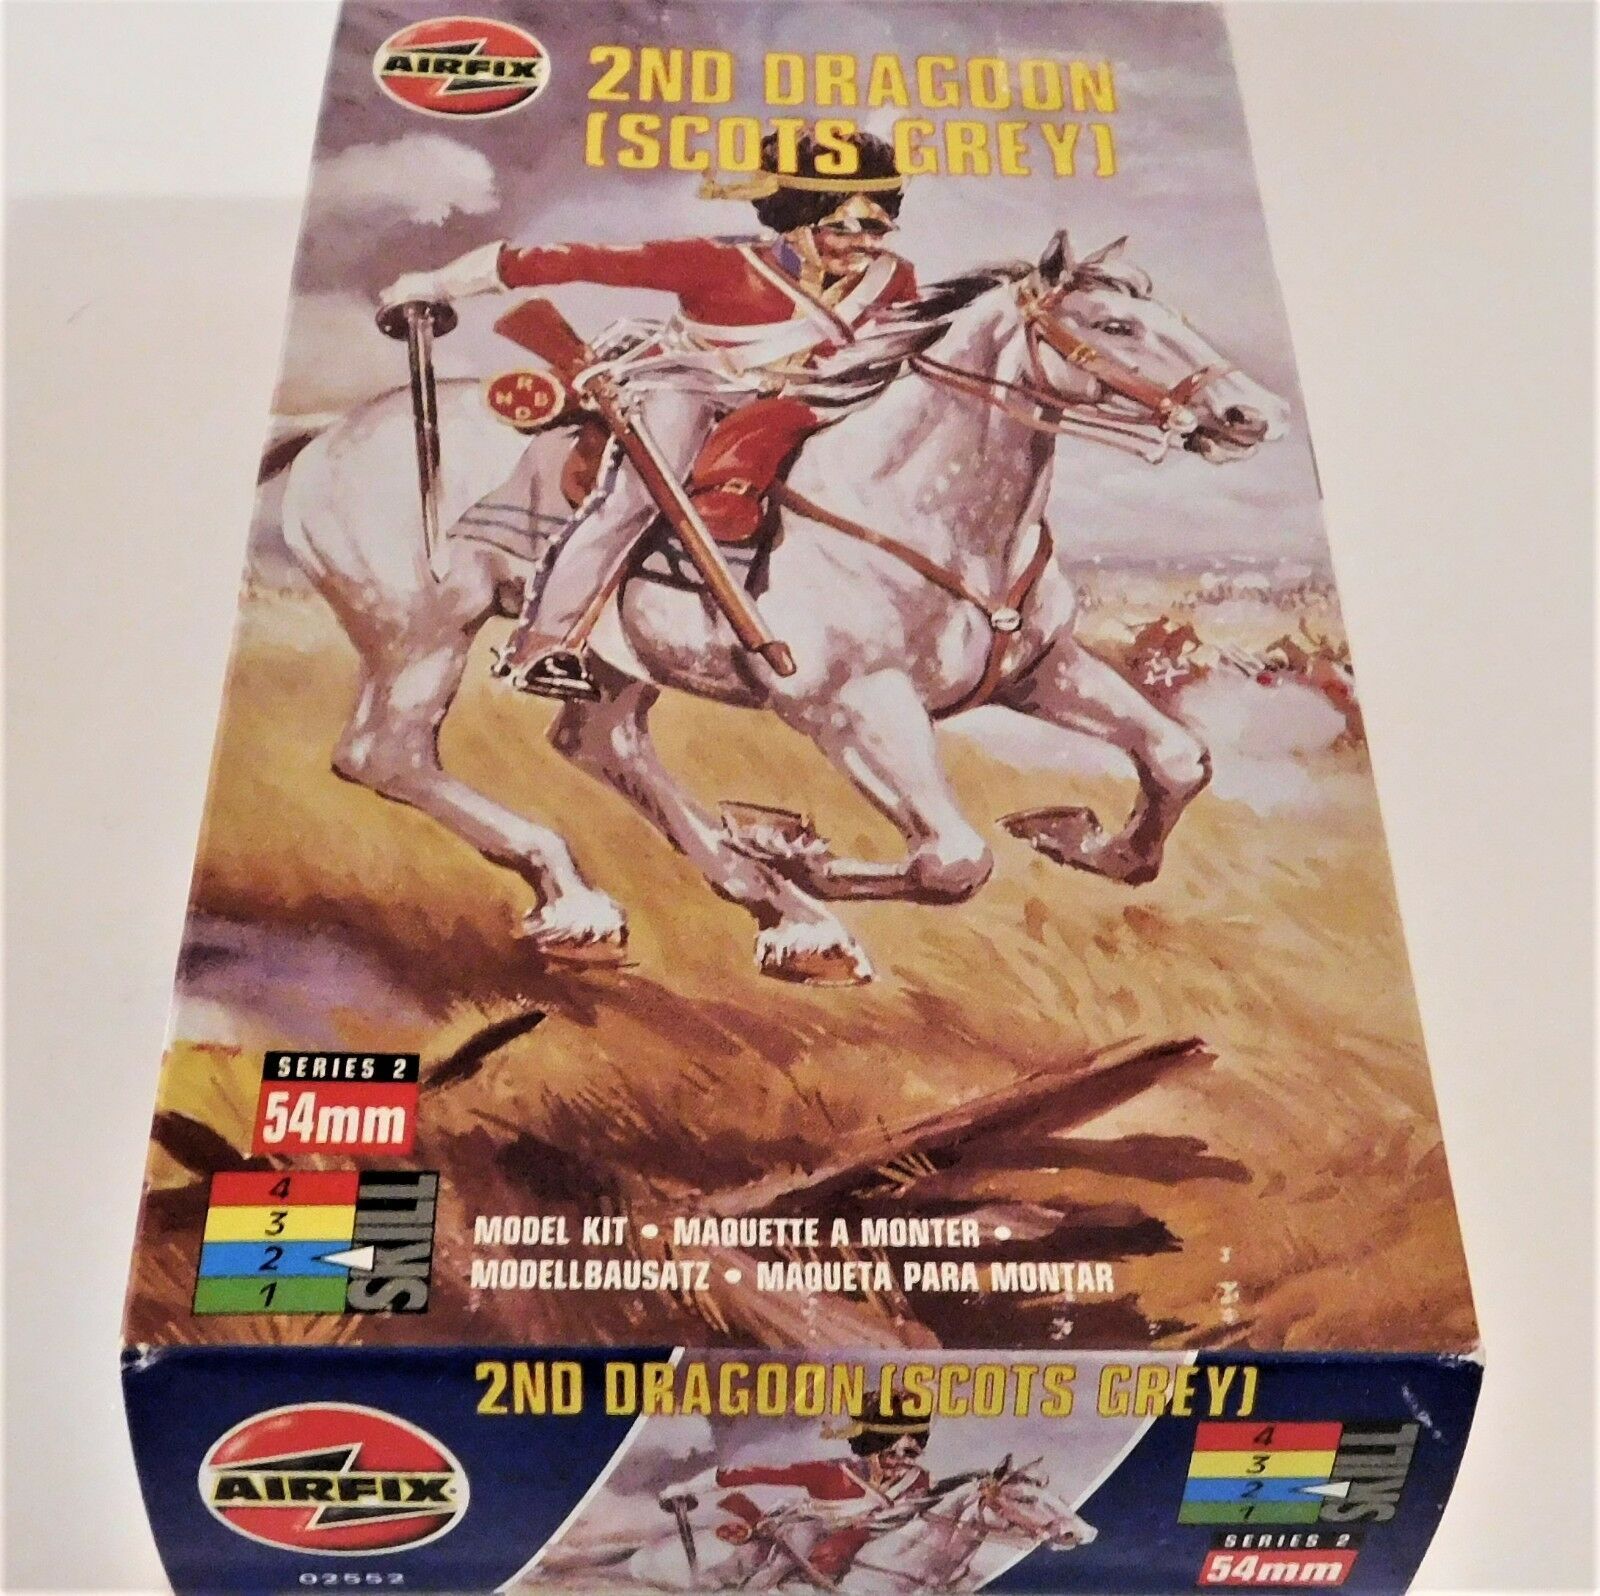 AIRFIX
2ND DRAGOON
(SCOTS GREY)
R
H B
D
SERIES 2
54mm
4
3
2
1
SKILL
MODEL KIT • MAQUETTE A MONTER •
MODELLBAUSATZ • MAQUETA PARA MONTAR
2ND DRAGOON (SCOTS GREY)
AIRFIX
02552
4
3
2
1
SKILL
SERIES 2
54mm